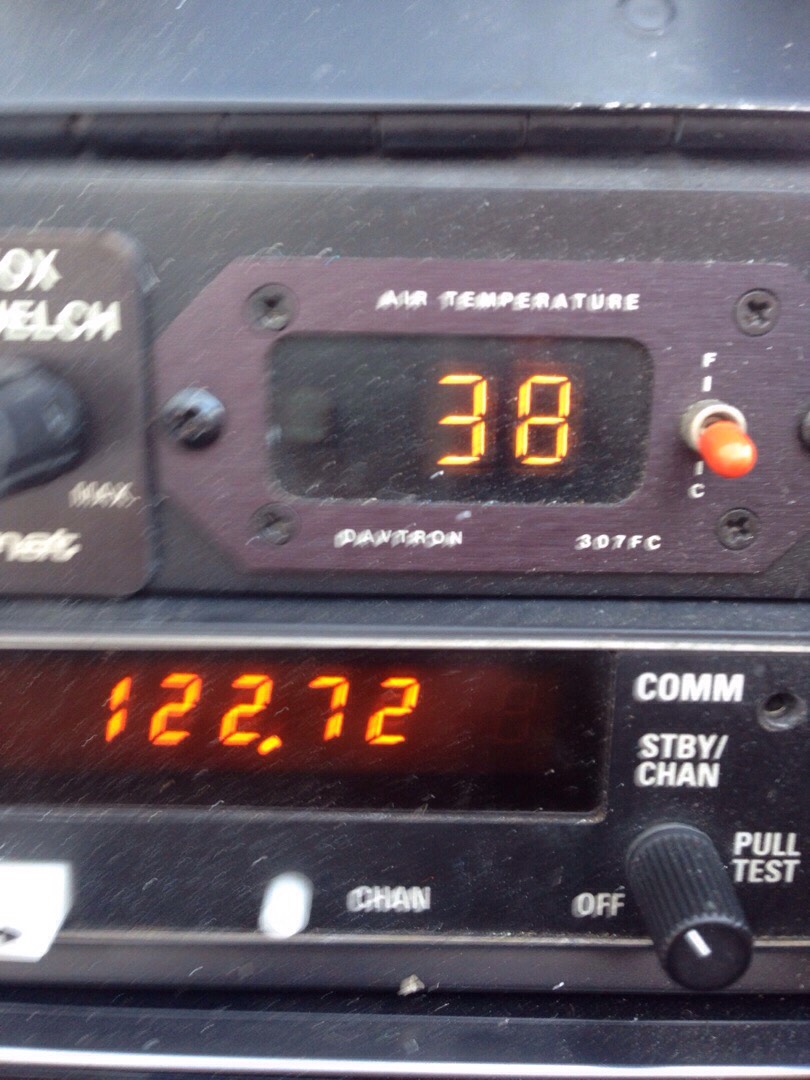 AIR TEMPERATURE
F
38
C
MAX
DAVTRON 307FC
122.72
COMM
STBY/
CHAN
PULL
TEST
CHAN
OFF